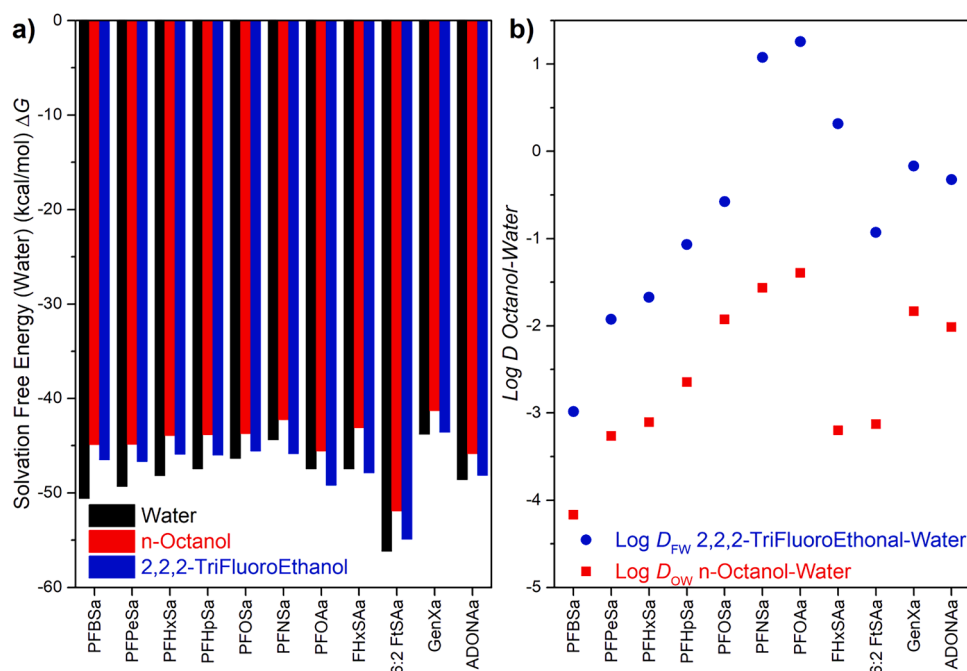 a)
Solvation Free Energy (Water) (kcal/mol) ΔG
0
-10
-20
-30
-40
-50
-60
Water
n-Octanol
2,2,2-TriFluoroEthanol
PFBSa
PFPeSa
PFHxSa
PFHpSa
PFOSa
PFNSa
PFOAa
FHxSAa
6:2 FtSAa
GenXa
ADONAa
b)
Log D Octanol-Water
1
0
-1
-2
-3
-4
-5
Log DFW 2,2,2-TriFluoroEthonal-Water
Log DOW n-Octanol-Water
PFBSa
PFPeSa
PFHxSa
PFHpSa
PFOSa
PFNSa
PFOAa
FHxSAa
6:2 FtSAa
GenXa
ADONAa